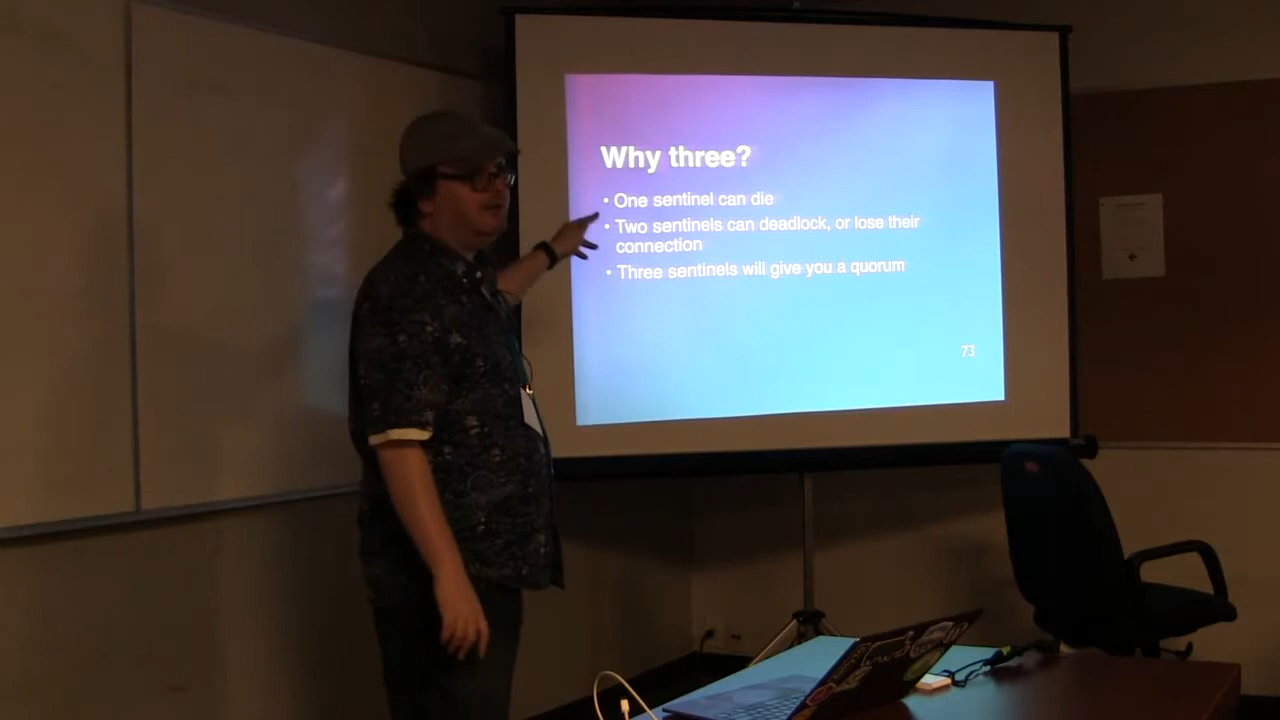 Why three?
• One sentinel can die
• Two sentinels can deadlock, or lose their
connection
• Three sentinels will give you a quorum
73